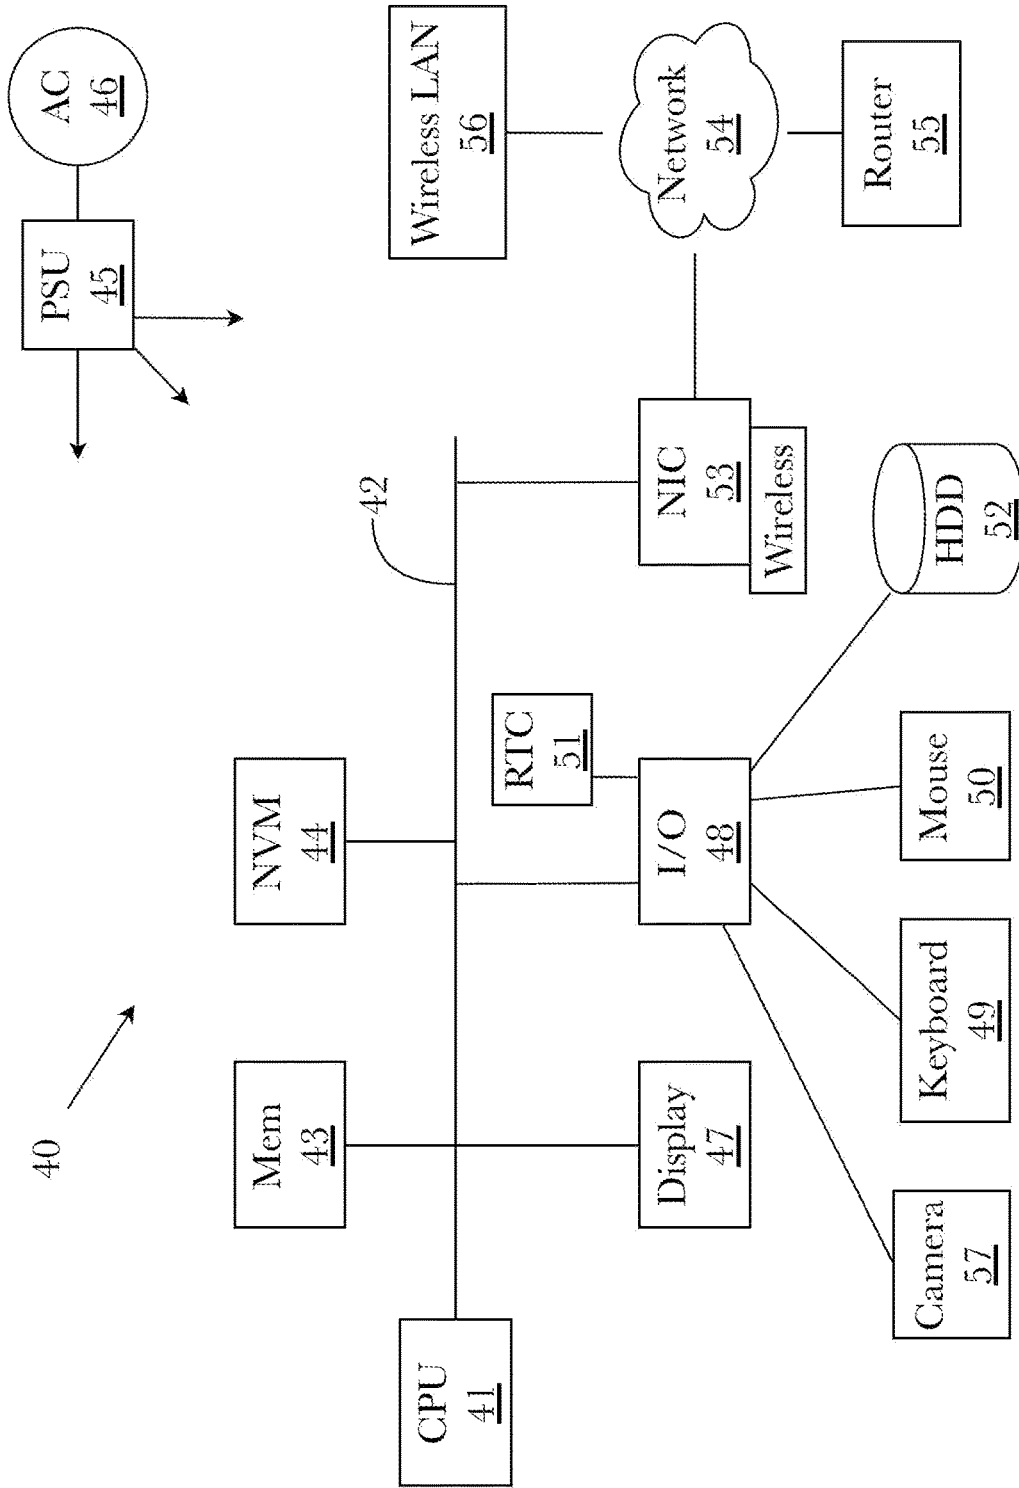 40
AC
46
PSU
45
Mem
43
NVM
44
42
CPU
41
Display
47
I/O
48
RTC
51
NIC
53
Wireless
Wireless LAN
56
Network
54
Router
55
Camera
57
Keyboard
49
Mouse
50
HDD
52